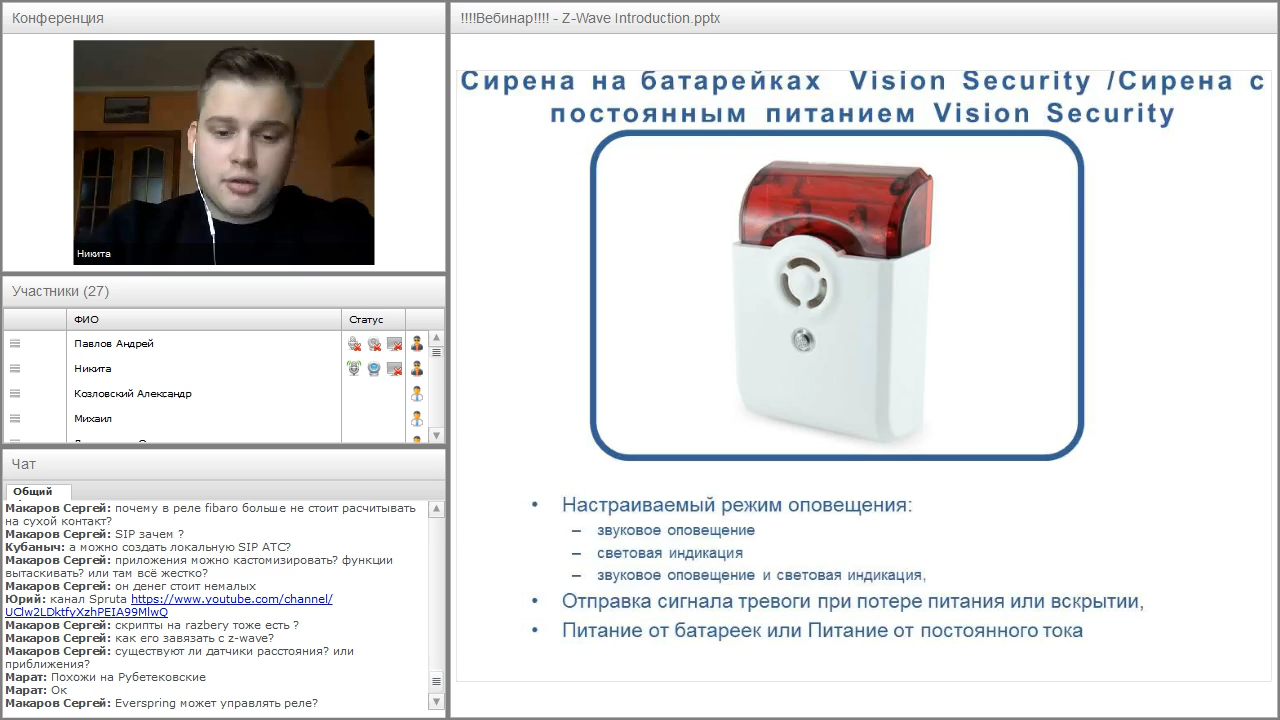 Конференция
Никита
Участники (27)
ФИО
Статус
Павлов Андрей
Никита
Козловский Александр
Михаил
Чат
Общий
Макаров Сергей: почему в реле fibaro больше не стоит расчитывать
на сухой контакт?
Макаров Сергей: SIP зачем ?
Кубаныч: а можно создать локальную SIP АТС?
Макаров Сергей: приложения можно кастомизировать? функции
вытаскивать? или там всё жестко?
Макаров Сергей: он денег стоит немалых
Юрий: канал Spruta https://www.youtube.com/channel/
UClw2LDktfyXzhPEIA99MlwQ
Макаров Сергей: скрипты на razbery тоже есть ?
Макаров Сергей: как его завязать с z-wave?
Макаров Сергей: существуют ли датчики расстояния? или
приближения?
Марат: Похожи на Рубетековские
Марат: Ок
Макаров Сергей: Everspring может управлять реле?
!!!!Вебинар!!!! - Z-Wave Introduction.pptx
Сирена на батарейках Vision Security /Сирена с
постоянным питанием Vision Security
• Настраиваемый режим оповещения:
– звуковое оповещение
– световая индикация
– звуковое оповещение и световая индикация,
• Отправка сигнала тревоги при потере питания или вскрытии,
• Питание от батареек или Питание от постоянного тока